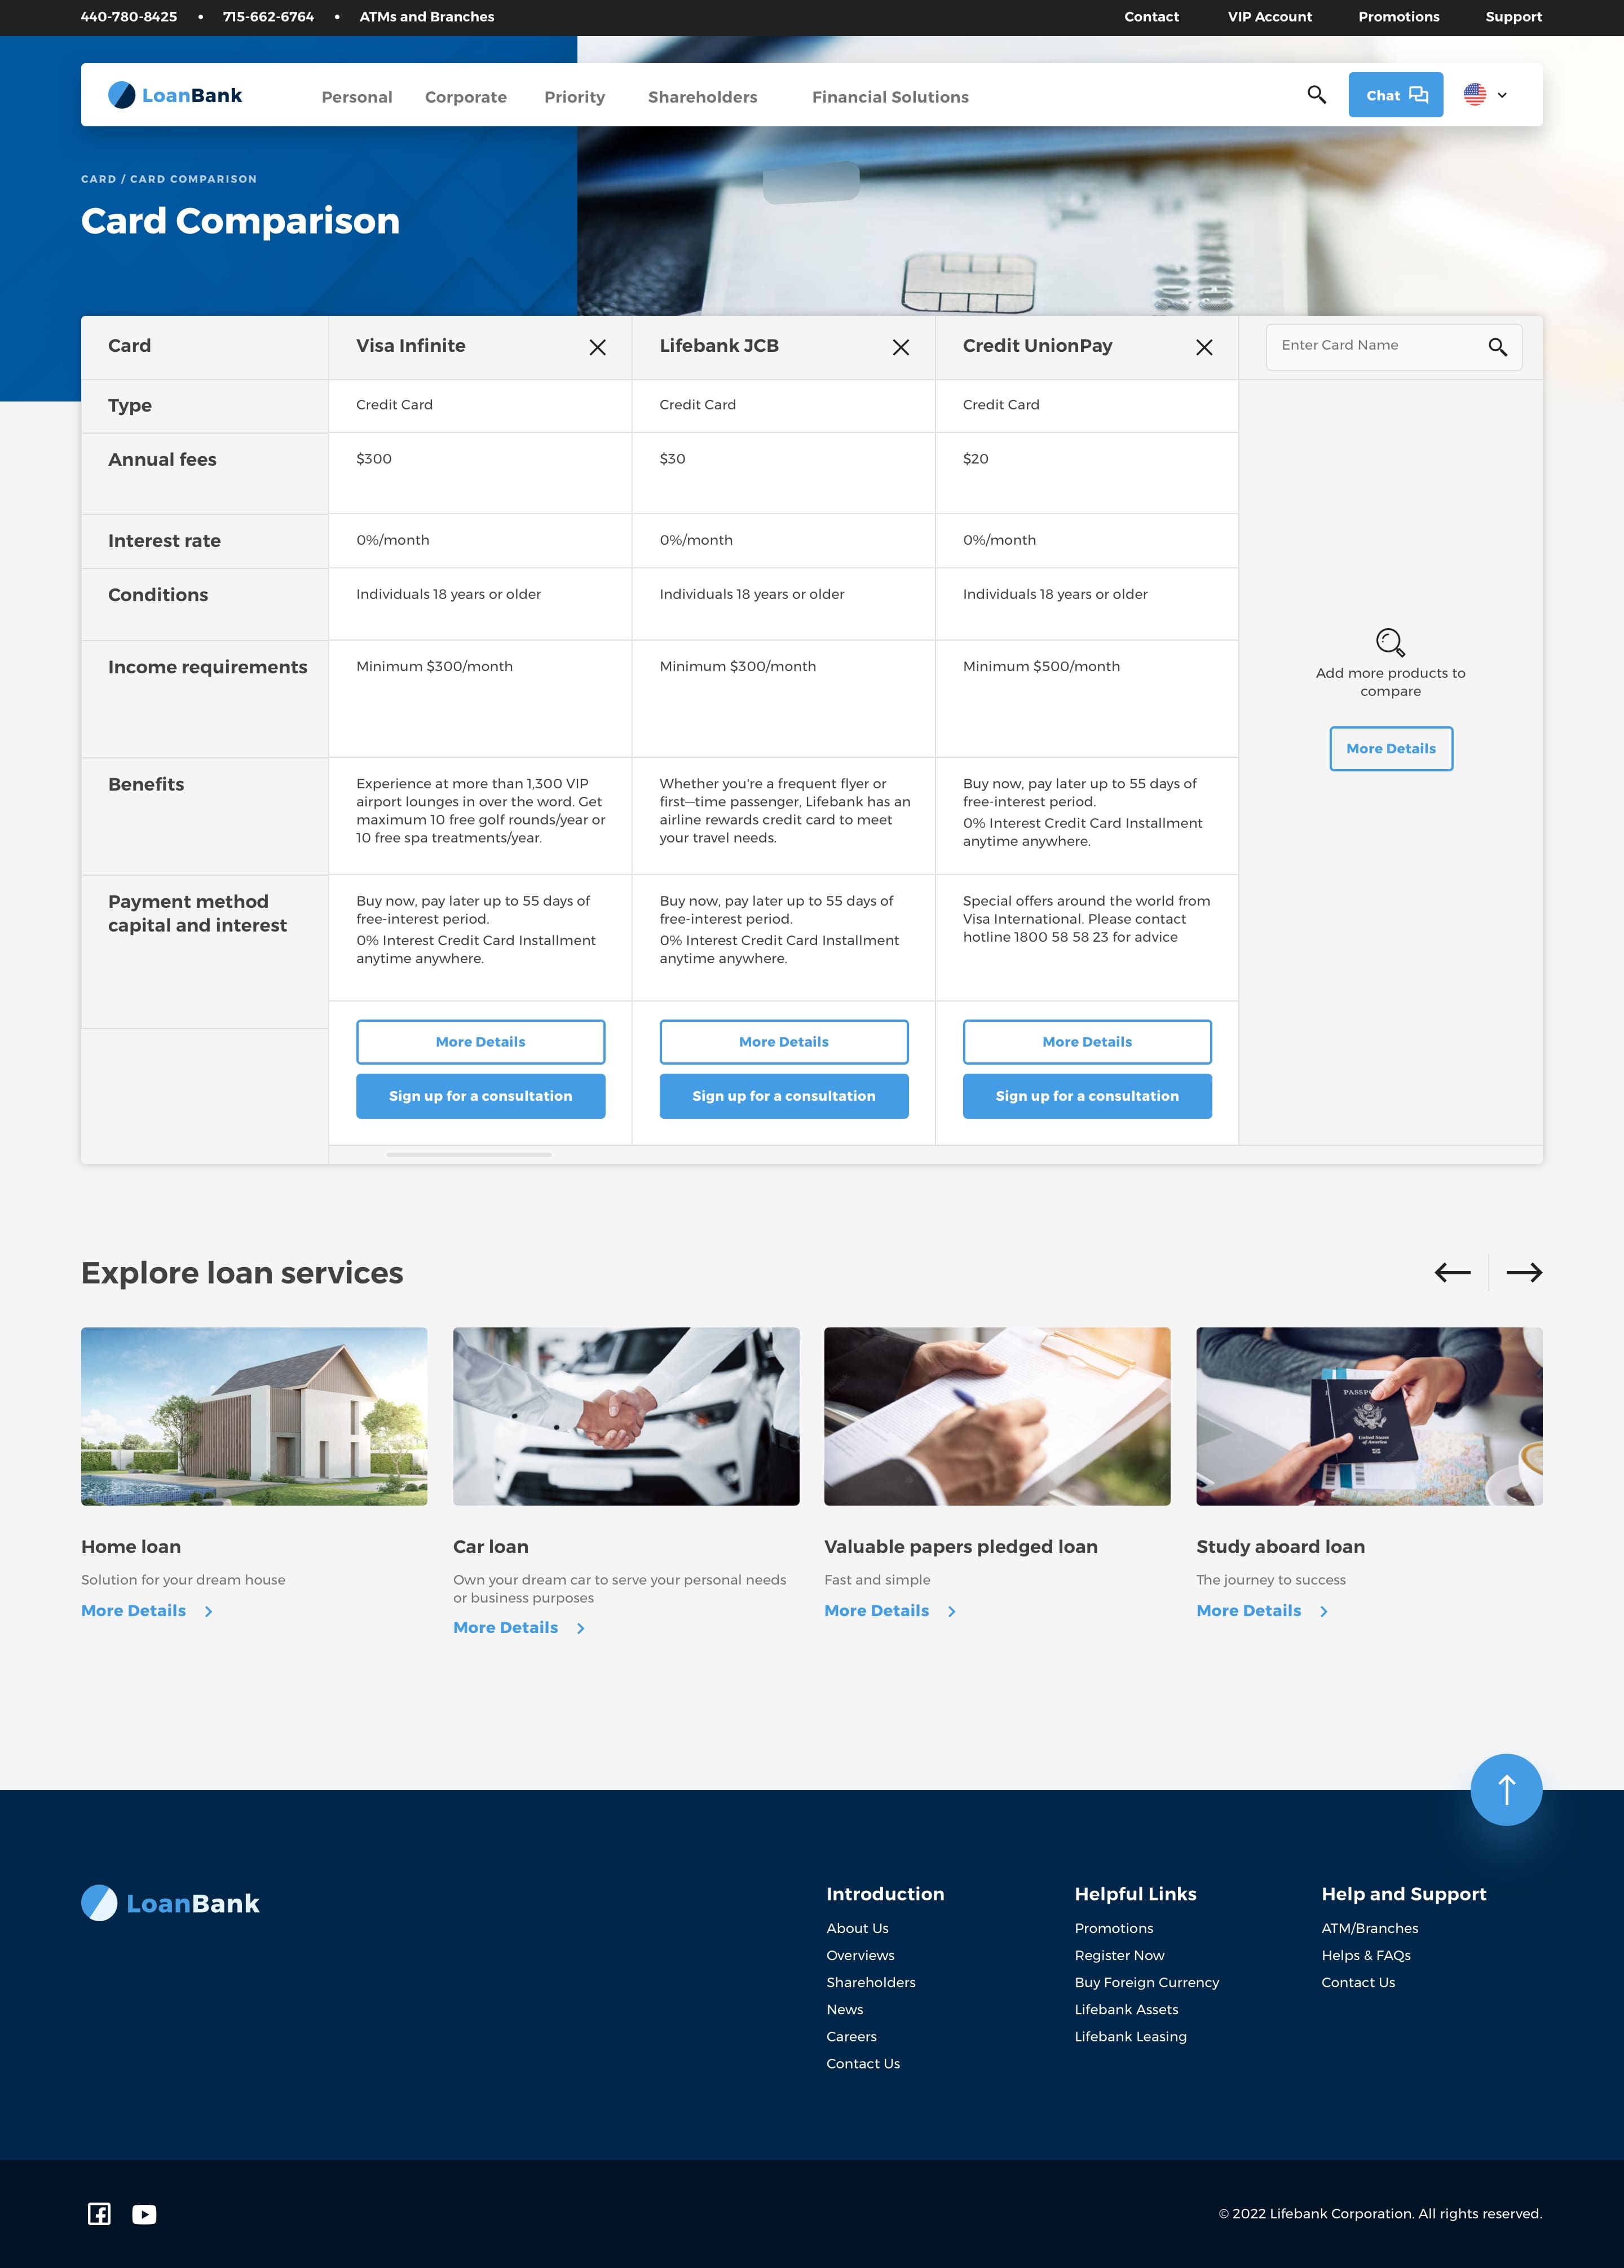 440-780-8425 • 715-662-6764 • ATMs and Branches
Contact VIP Account Promotions Support
LoanBank Personal Corporate Priority Shareholders Financial Solutions Chat
CARD / CARD COMPARISON
Card Comparison
Card Visa Infinite Lifebank JCB Credit UnionPay Enter Card Name
Type Credit Card Credit Card Credit Card
Annual fees $300 $30 $20
Interest rate 0%/month 0%/month 0%/month
Conditions Individuals 18 years or older Individuals 18 years or older Individuals 18 years or older
Income requirements Minimum $300/month Minimum $300/month Minimum $500/month
Add more products to
compare
More Details
Benefits
Experience at more than 1,300 VIP
airport lounges in over the word. Get
maximum 10 free golf rounds/year or
10 free spa treatments/year.
Whether you're a frequent flyer or
first—time passenger, Lifebank has an
airline rewards credit card to meet
your travel needs.
Buy now, pay later up to 55 days of
free-interest period.
0% Interest Credit Card Installment
anytime anywhere.
Payment method
capital and interest
Buy now, pay later up to 55 days of
free-interest period.
0% Interest Credit Card Installment
anytime anywhere.
Buy now, pay later up to 55 days of
free-interest period.
0% Interest Credit Card Installment
anytime anywhere.
Special offers around the world from
Visa International. Please contact
hotline 1800 58 58 23 for advice
More Details More Details More Details
Sign up for a consultation Sign up for a consultation Sign up for a consultation
Explore loan services
PASSPO
United States
of America
Home loan
Solution for your dream house
More Details
Car loan
Own your dream car to serve your personal needs
or business purposes
More Details
Valuable papers pledged loan
Fast and simple
More Details
Study aboard loan
The journey to success
More Details
LoanBank
Introduction
About Us
Overviews
Shareholders
News
Careers
Contact Us
Helpful Links
Promotions
Register Now
Buy Foreign Currency
Lifebank Assets
Lifebank Leasing
Help and Support
ATM/Branches
Helps & FAQs
Contact Us
© 2022 Lifebank Corporation. All rights reserved.